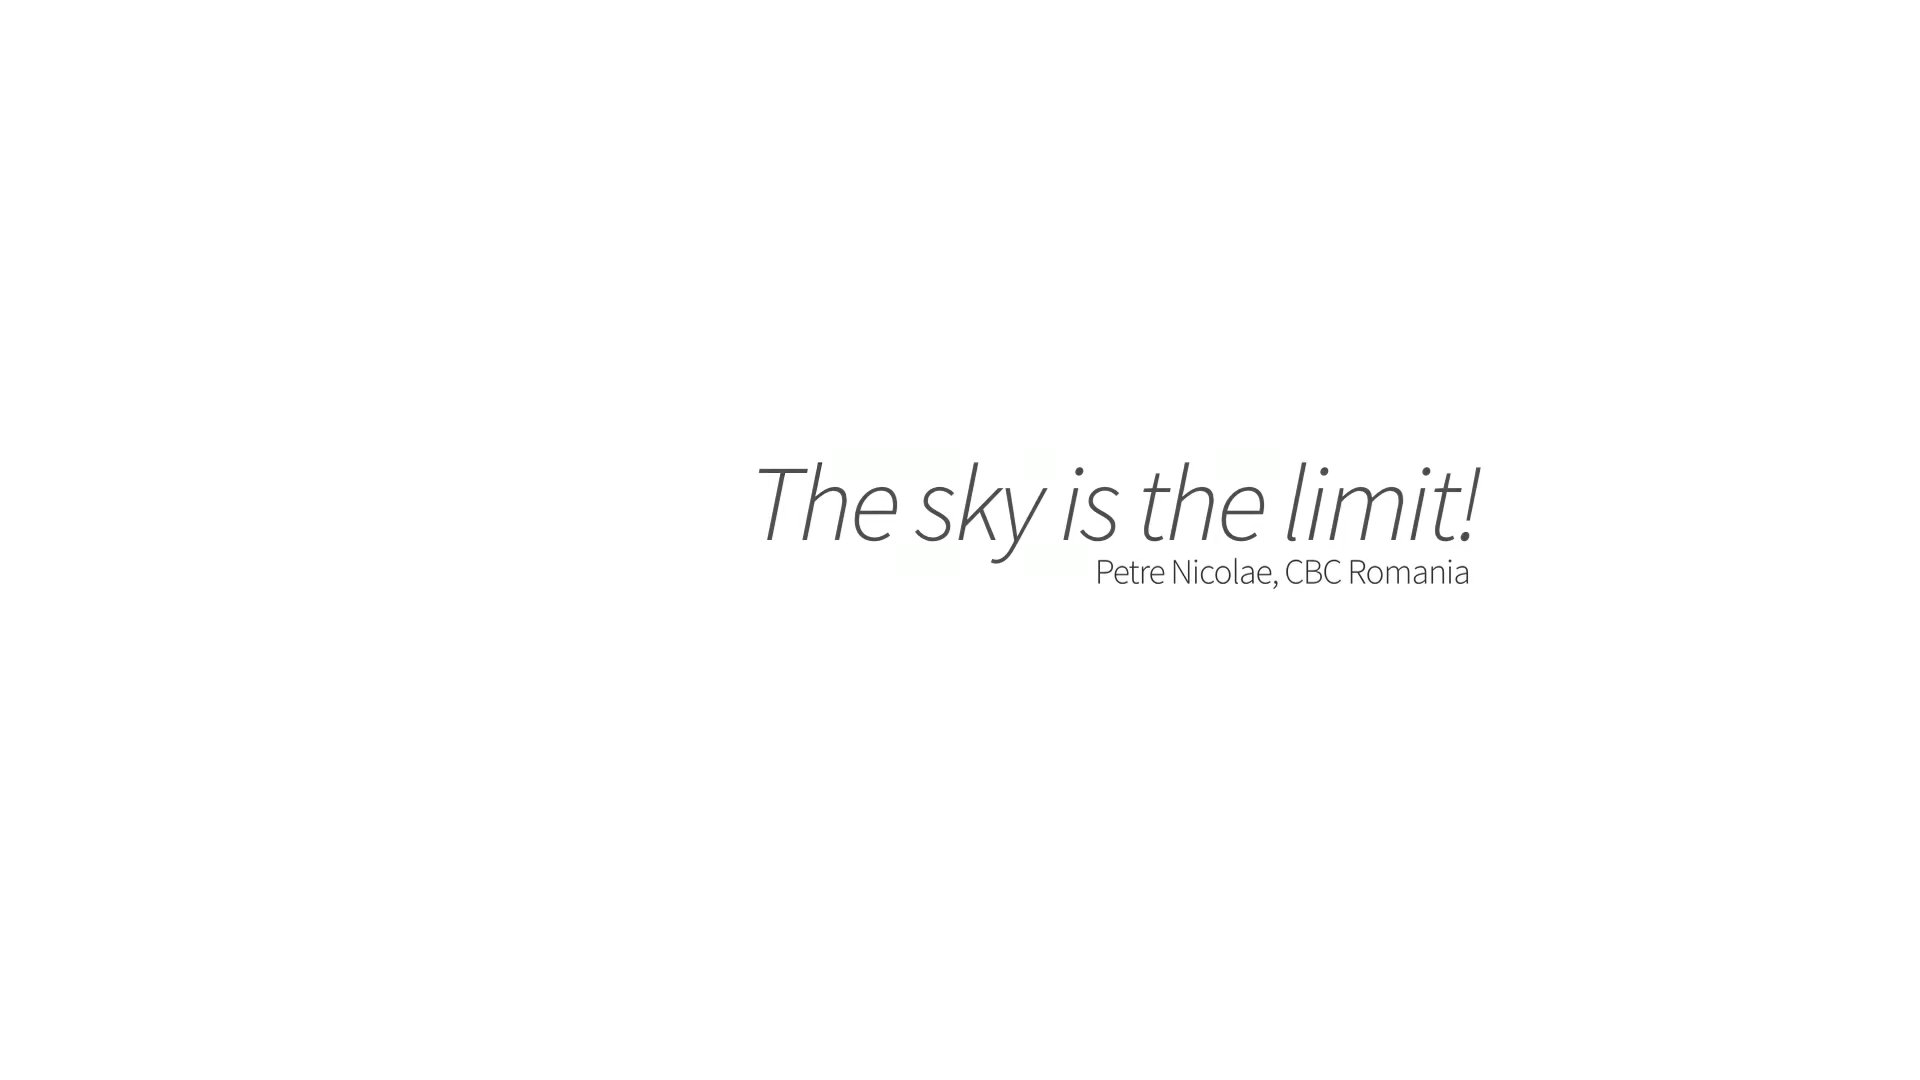 The sky is the limit!
Petre Nicolae, CBC Romania